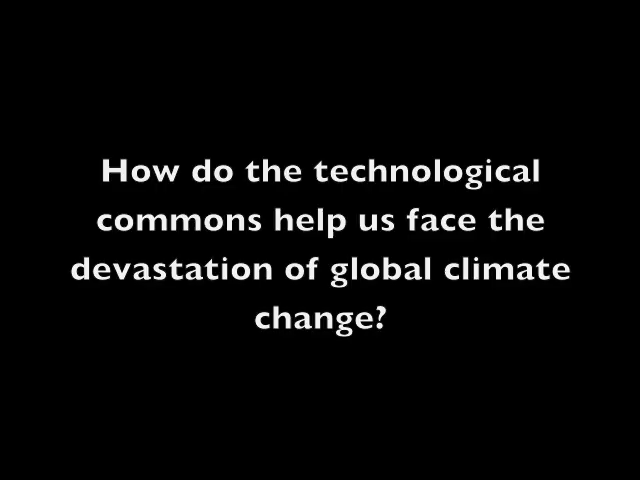 How do the technological
commons help us face the
devastation of global climate
change?